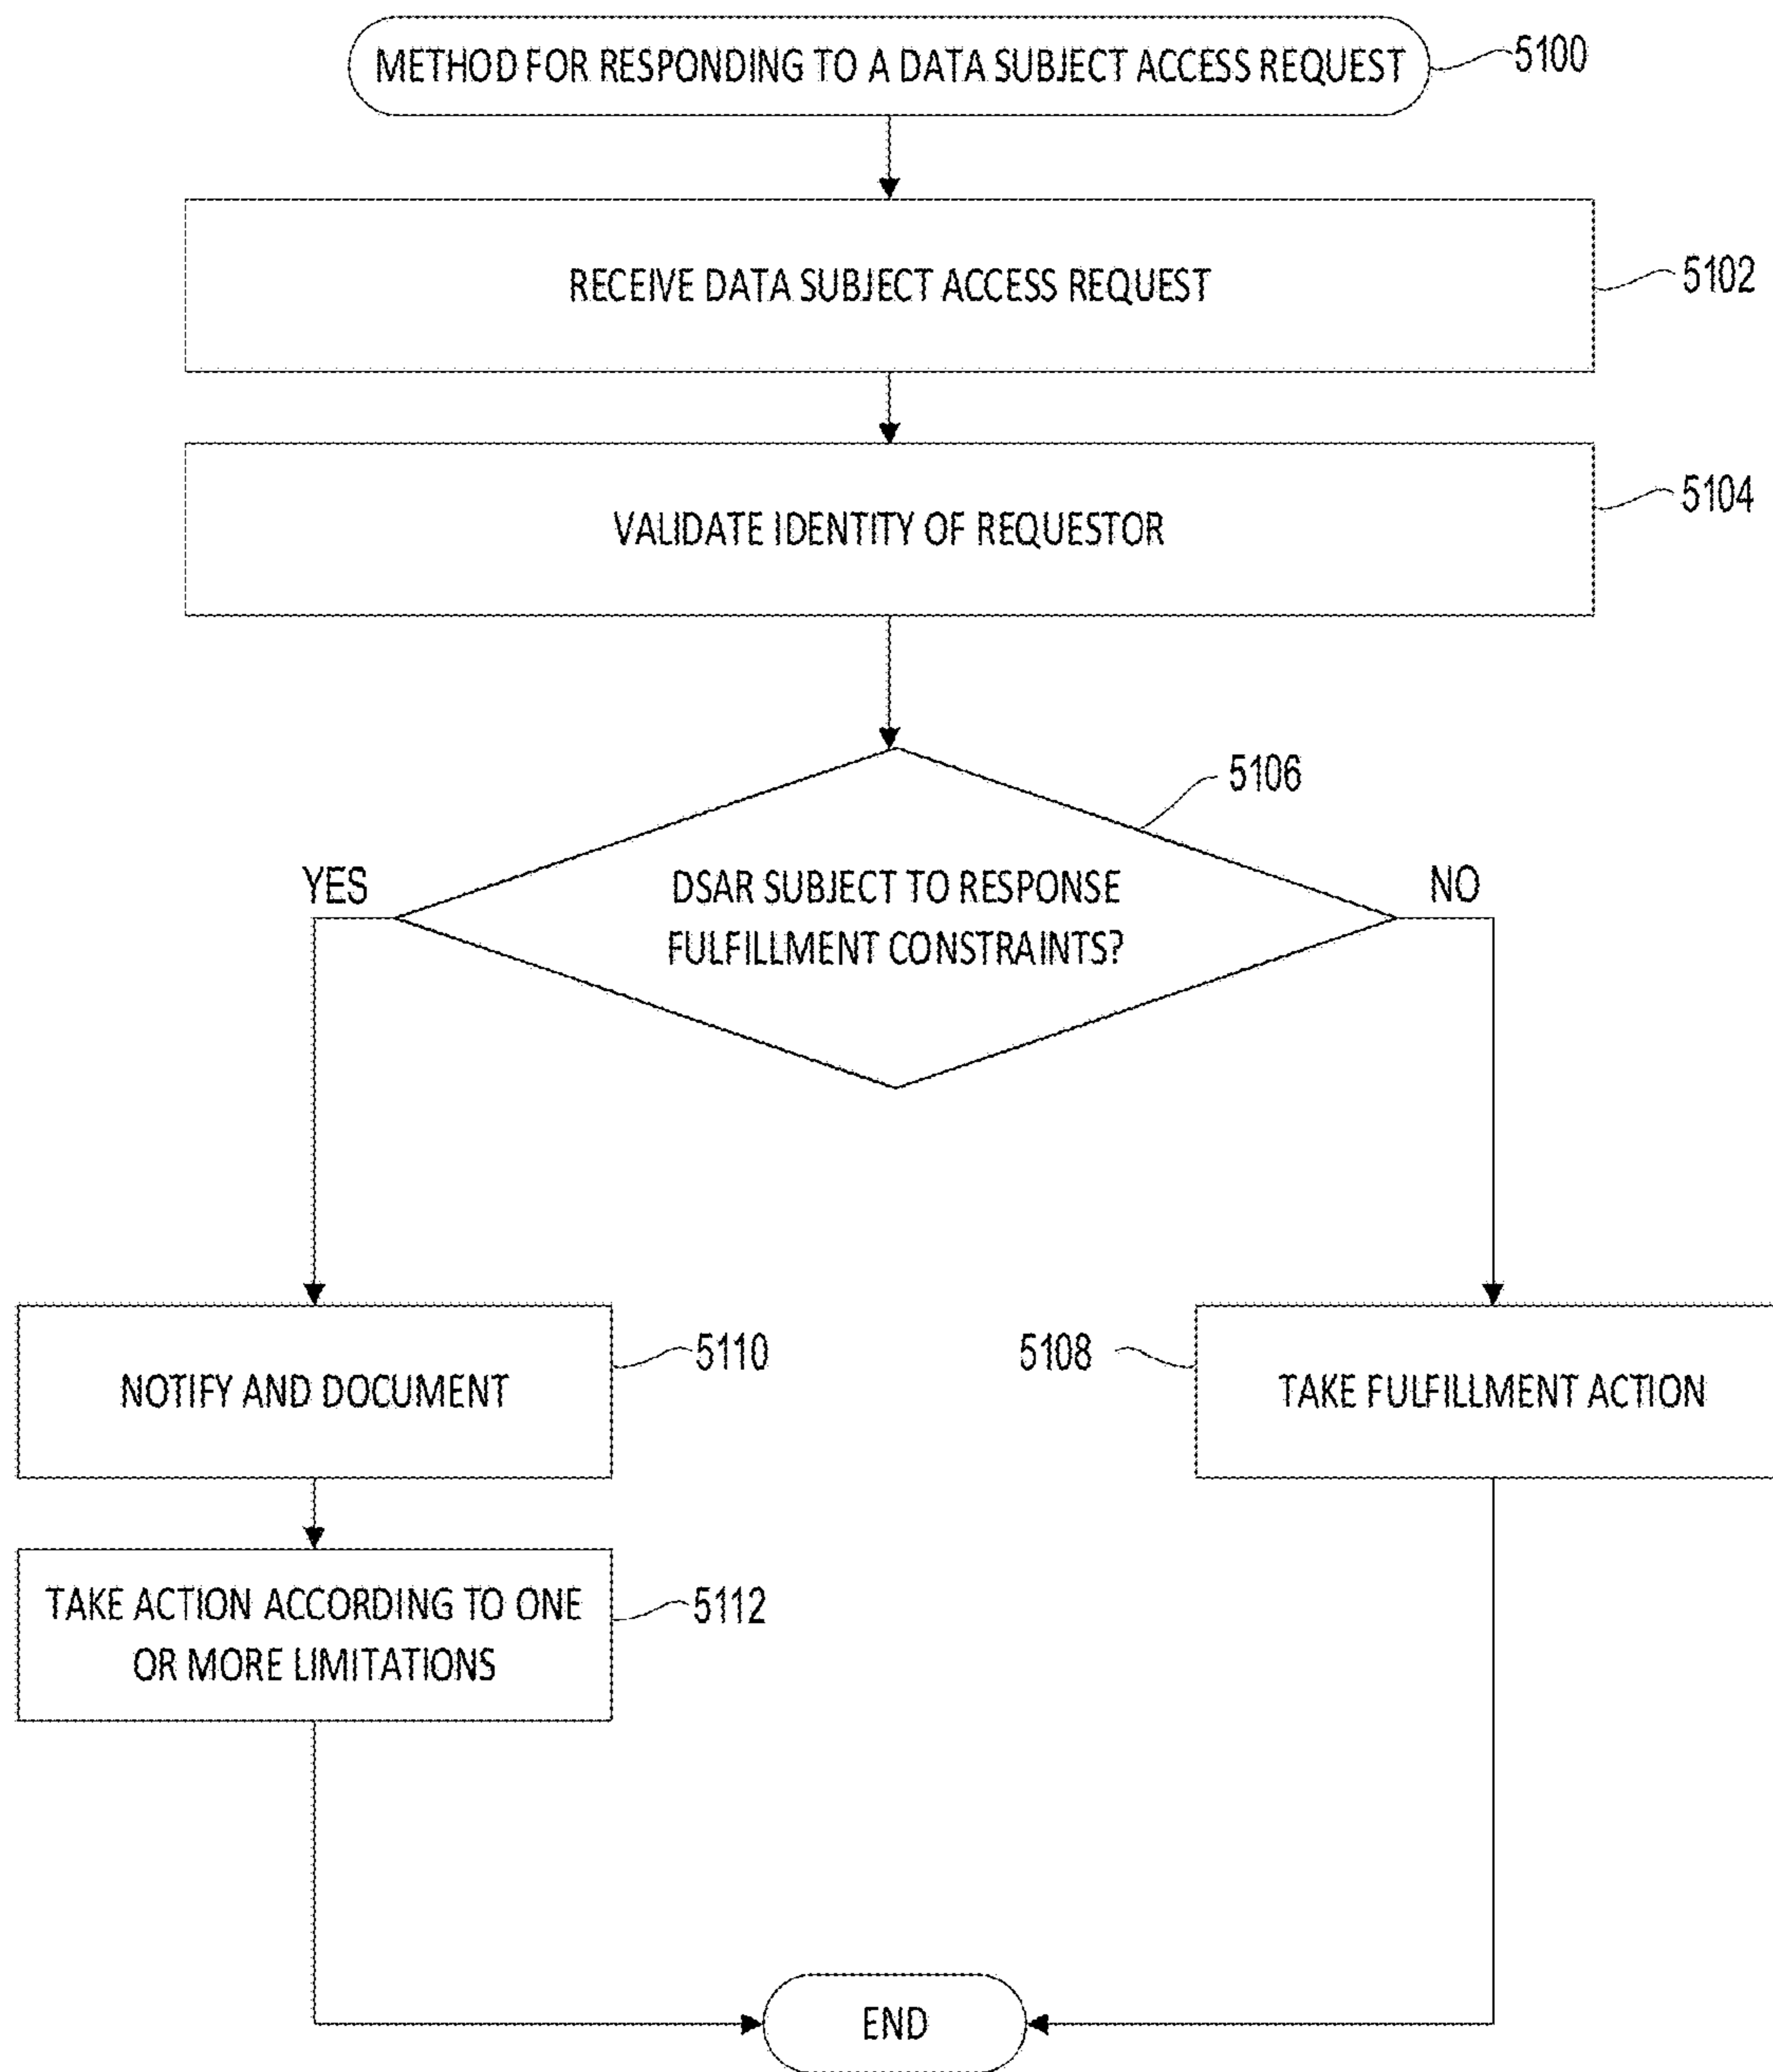 METHOD FOR RESPONDING TO A DATA SUBJECT ACCESS REQUEST
5100
RECEIVE DATA SUBJECT ACCESS REQUEST
5102
VALIDATE IDENTITY OF REQUESTOR
5104
5106
YES
DSAR SUBJECT TO RESPONSE
FULFILLMENT CONSTRAINTS?
NO
NOTIFY AND DOCUMENT
5110
5108
TAKE FULFILLMENT ACTION
TAKE ACTION ACCORDING TO ONE
OR MORE LIMITATIONS
5112
END